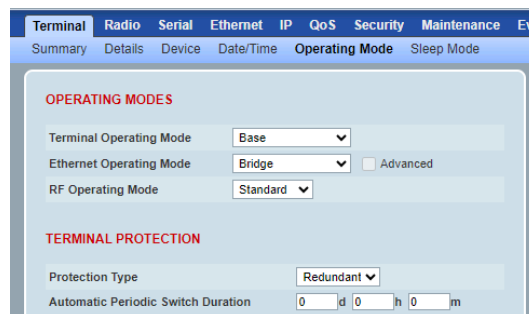 Terminal Radio Serial Ethernet IP QoS Security Maintenance
Summary Details Device Date/Time Operating Mode Sleep Mode
OPERATING MODES
Terminal Operating Mode Base
Ethernet Operating Mode Bridge Advanced
RF Operating Mode Standard
TERMINAL PROTECTION
Protection Type Redundant
Automatic Periodic Switch Duration 0 d 0 h 0 m